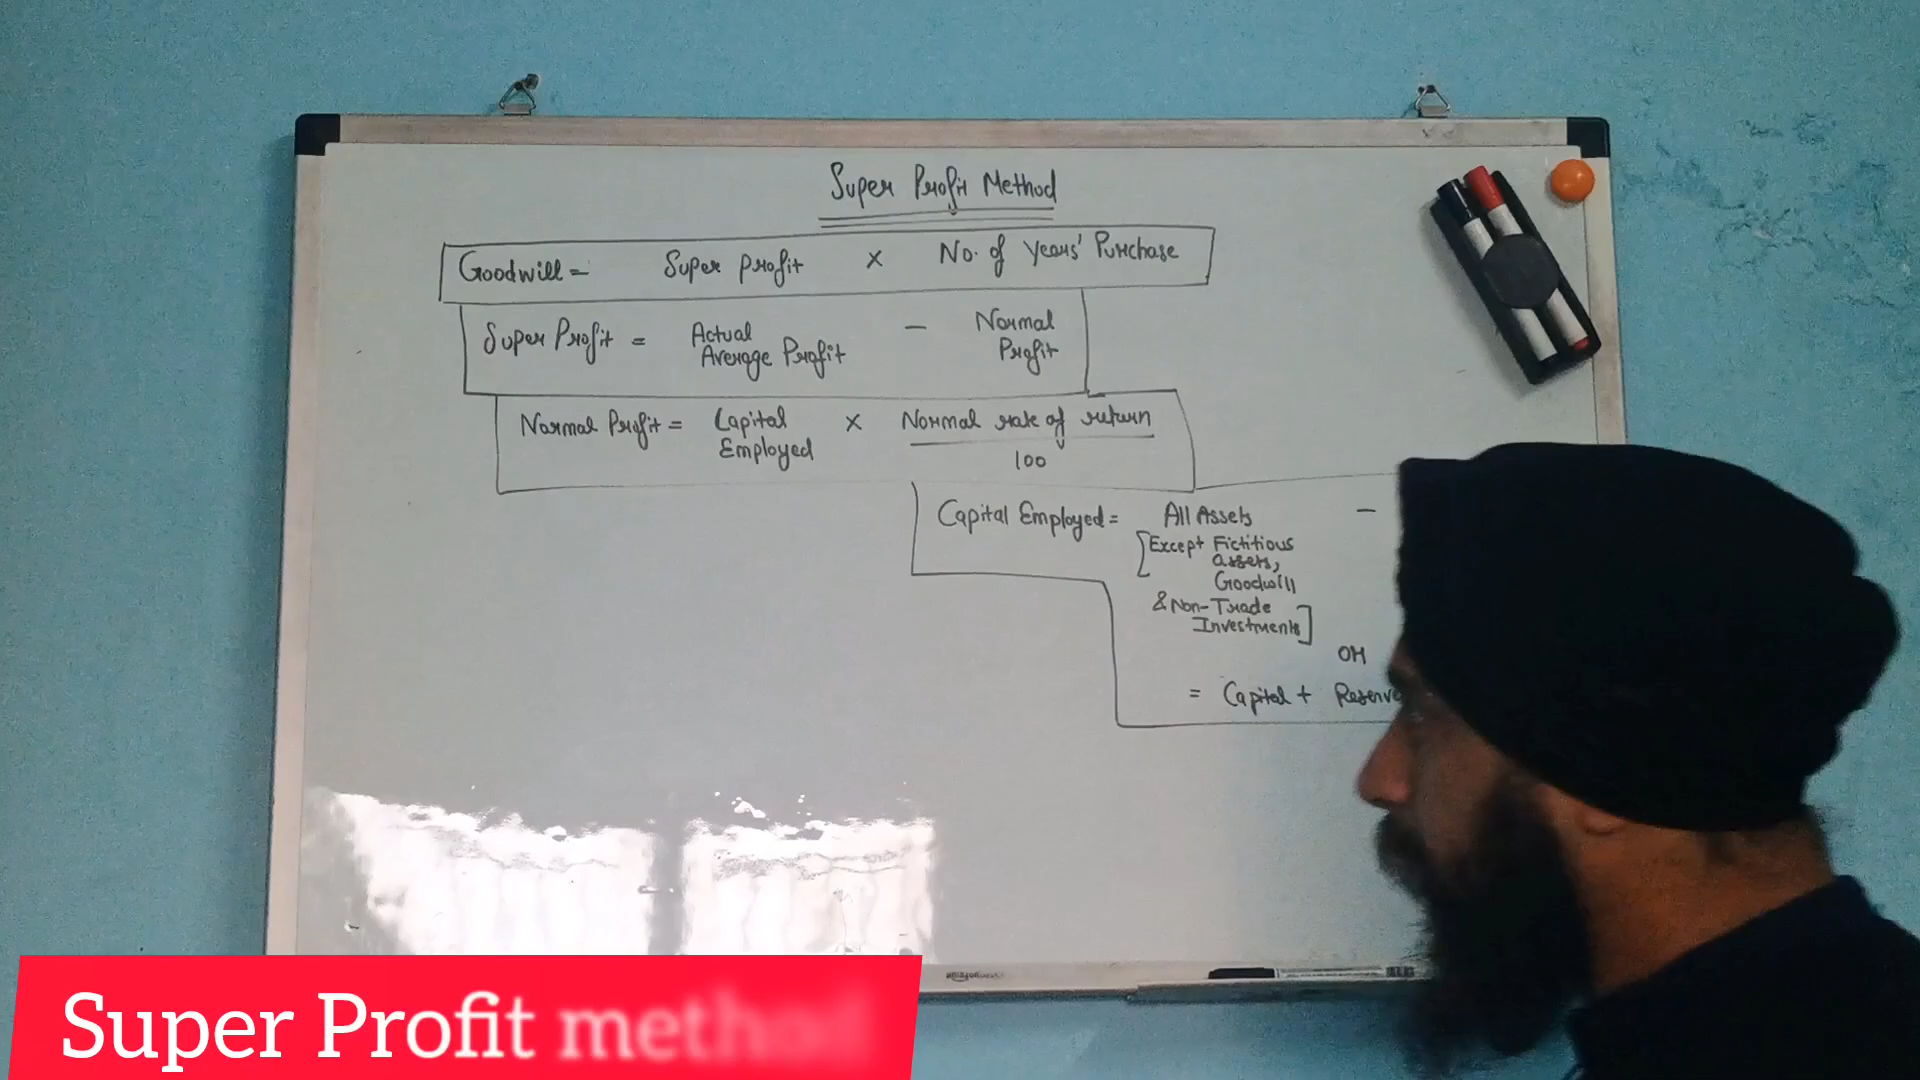 Super Profit Method
Goodwill = Super profit × No. of Years' Purchase
Super Profit = Actual Average Profit — Normal Profit
Normal Profit = Capital Employed × Normal rate of return
100
Capital Employed = All Assets —
[Except Fictitious
Assets,
Goodwill
& Non-Trade
Investments]
OR
= Capital + Reserve
Super Profit method